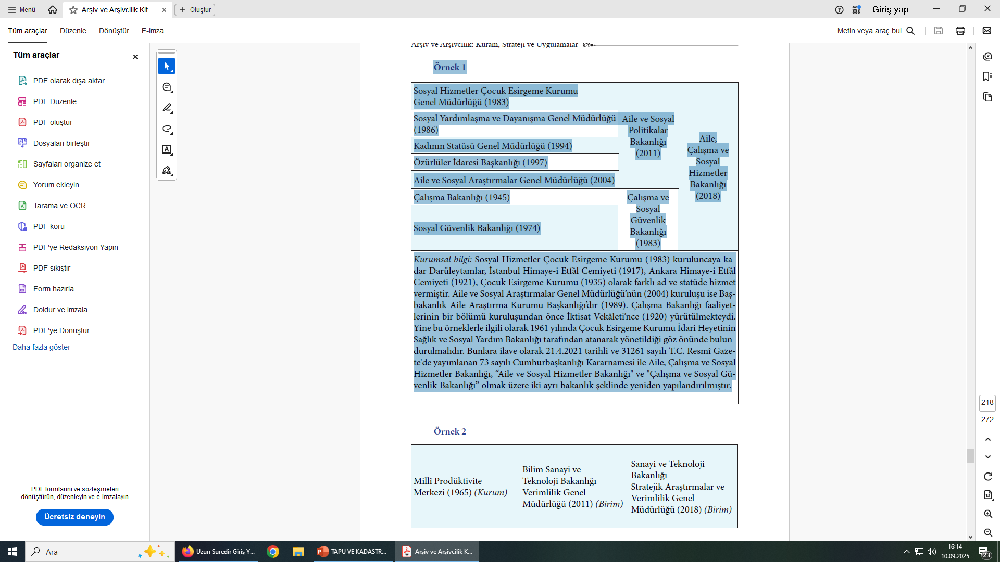 Menü
Arşiv ve Arşivcilik Kit...
Oluştur
Giriş yap
Tüm araçlar
Düzenle
Dönüştür
E-imza
Metin veya araç bul
Tüm araçlar
PDF olarak dışa aktar
PDF Düzenle
PDF oluştur
Dosyaları birleştir
Sayfaları organize et
Yorum ekleyin
Tarama ve OCR
PDF koru
PDF'ye Redaksiyon Yapın
PDF sıkıştır
Form hazırla
Doldur ve İmzala
PDF'ye Dönüştür
Daha fazla göster
PDF formlarını ve sözleşmeleri
dönüştürün, düzenleyin ve e-imzalayın
Ücretsiz deneyin
Arşiv ve Arşivcilik: Kuram, Strateji ve Uygulamalar
Örnek 1
Sosyal Hizmetler Çocuk Esirgeme Kurumu
Genel Müdürlüğü (1983)
Sosyal Yardımlaşma ve Dayanışma Genel Müdürlüğü
(1986)
Kadının Statüsü Genel Müdürlüğü (1994)
Özürlüler İdaresi Başkanlığı (1997)
Aile ve Sosyal Araştırmalar Genel Müdürlüğü (2004)
Aile ve Sosyal
Politikalar
Bakanlığı
(2011)
Çalışma Bakanlığı (1945)
Sosyal Güvenlik Bakanlığı (1974)
Çalışma ve
Sosyal
Güvenlik
Bakanlığı
(1983)
Aile,
Çalışma ve
Sosyal
Hizmetler
Bakanlığı
(2018)
Kurumsal bilgi: Sosyal Hizmetler Çocuk Esirgeme Kurumu (1983) kuruluncaya ka-
dar Darüleytamlar, İstanbul Himaye-i Etfâl Cemiyeti (1917), Ankara Himaye-i Etfâl
Cemiyeti (1921), Çocuk Esirgeme Kurumu (1935) olarak farklı ad ve statüde hizmet
vermiştir. Aile ve Sosyal Araştırmalar Genel Müdürlüğü’nün (2004) kuruluşu ise Baş-
bakanlık Aile Araştırma Kurumu Başkanlığı’dır (1989). Çalışma Bakanlığı faaliyet-
lerinin bir bölümü kuruluşundan önce İktisat Vekâleti’nce (1920) yürütülmekteydi.
Yine bu örneklerle ilgili olarak 1961 yılında Çocuk Esirgeme Kurumu İdari Heyetinin
Sağlık ve Sosyal Yardım Bakanlığı tarafından atanarak yönetildiği göz önünde bulun-
durulmalıdır. Bunlara ilave olarak 21.4.2021 tarihli ve 31261 sayılı T.C. Resmî Gaze-
te'de yayımlanan 73 sayılı Cumhurbaşkanlığı Kararnamesi ile Aile, Çalışma ve Sosyal
Hizmetler Bakanlığı, “Aile ve Sosyal Hizmetler Bakanlığı" ve "Çalışma ve Sosyal Gü-
venlik Bakanlığı” olmak üzere iki ayrı bakanlık şeklinde yeniden yapılandırılmıştır.
Örnek 2
Millî Prodüktivite
Merkezi (1965) (Kurum)
Bilim Sanayi ve
Teknoloji Bakanlığı
Verimlilik Genel
Müdürlüğü (2011) (Birim)
Sanayi ve Teknoloji
Bakanlığı
Stratejik Araştırmalar ve
Verimlilik Genel
Müdürlüğü (2018) (Birim)
218
272
1:1
Ara
Uzun Süredir Giriş Y...
TAPU VE KADASTR...
Arşiv ve Arşivcilik K...
16:14
10.09.2025
23